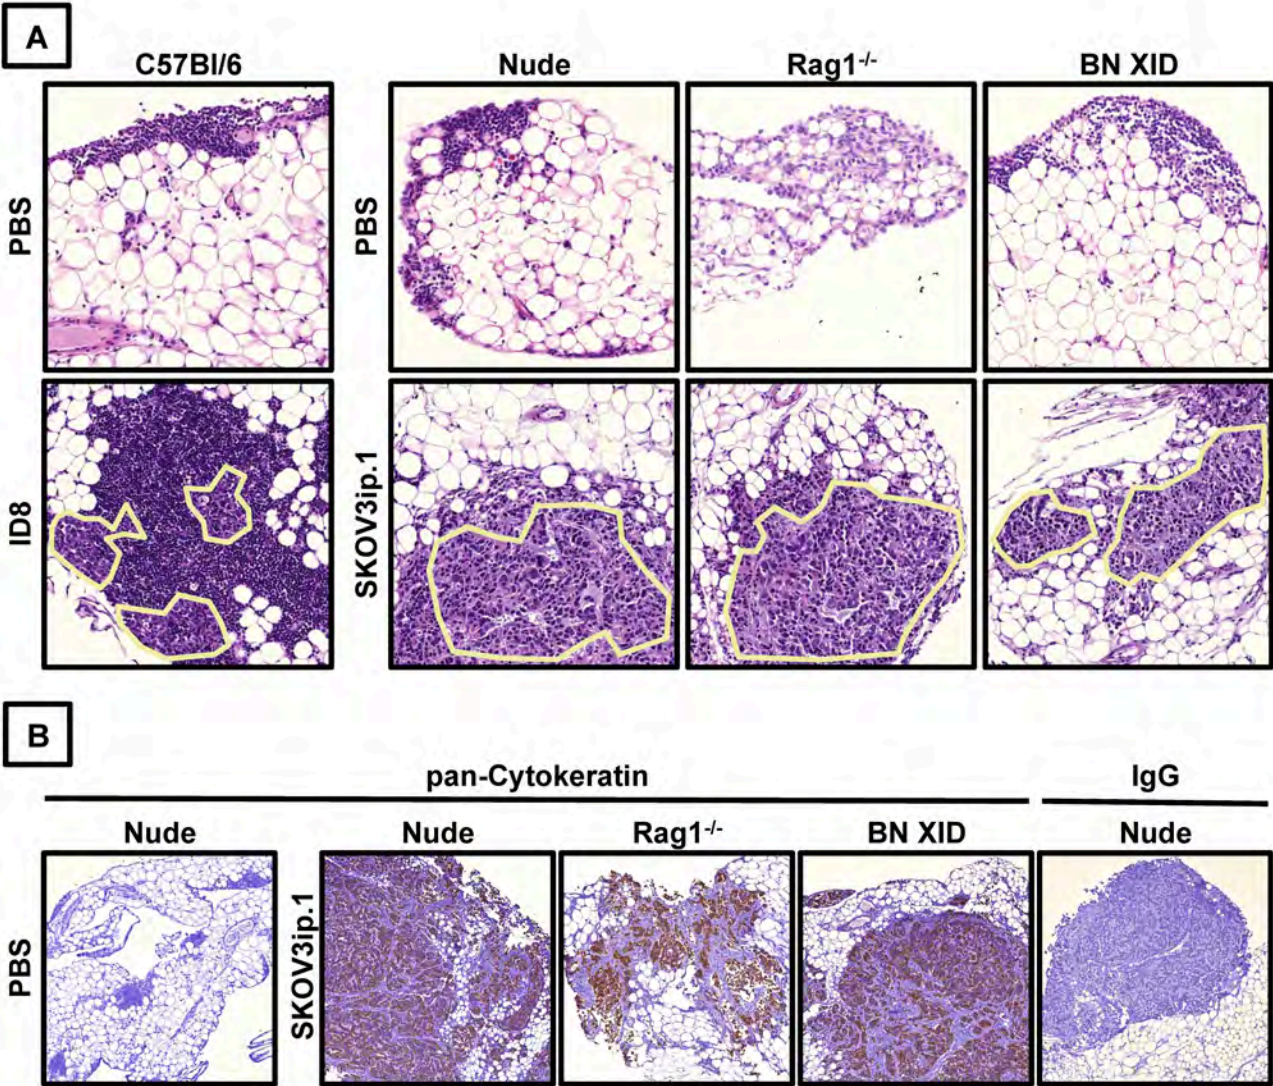 A
C57Bl/6
Nude
Rag1-/-
BN XID
PBS
PBS
ID8
SKOV3ip.1
B
pan-Cytokeratin
IgG
Nude
Nude
Rag1-/-
BN XID
Nude
PBS
SKOV3ip.1